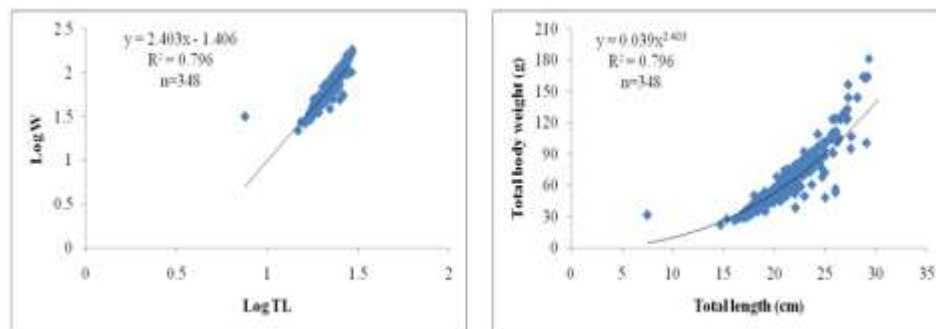 2.5
2
1.5
1
0.5
0
0
0.5
1
1.5
2
Log W
Log TL
y = 2.403x - 1.406
R² = 0.796
n=348
210
180
150
120
90
60
30
0
0
5
10
15
20
25
30
35
Total body weight (g)
Total length (cm)
y = 0.039x^2.403
R² = 0.796
n=348